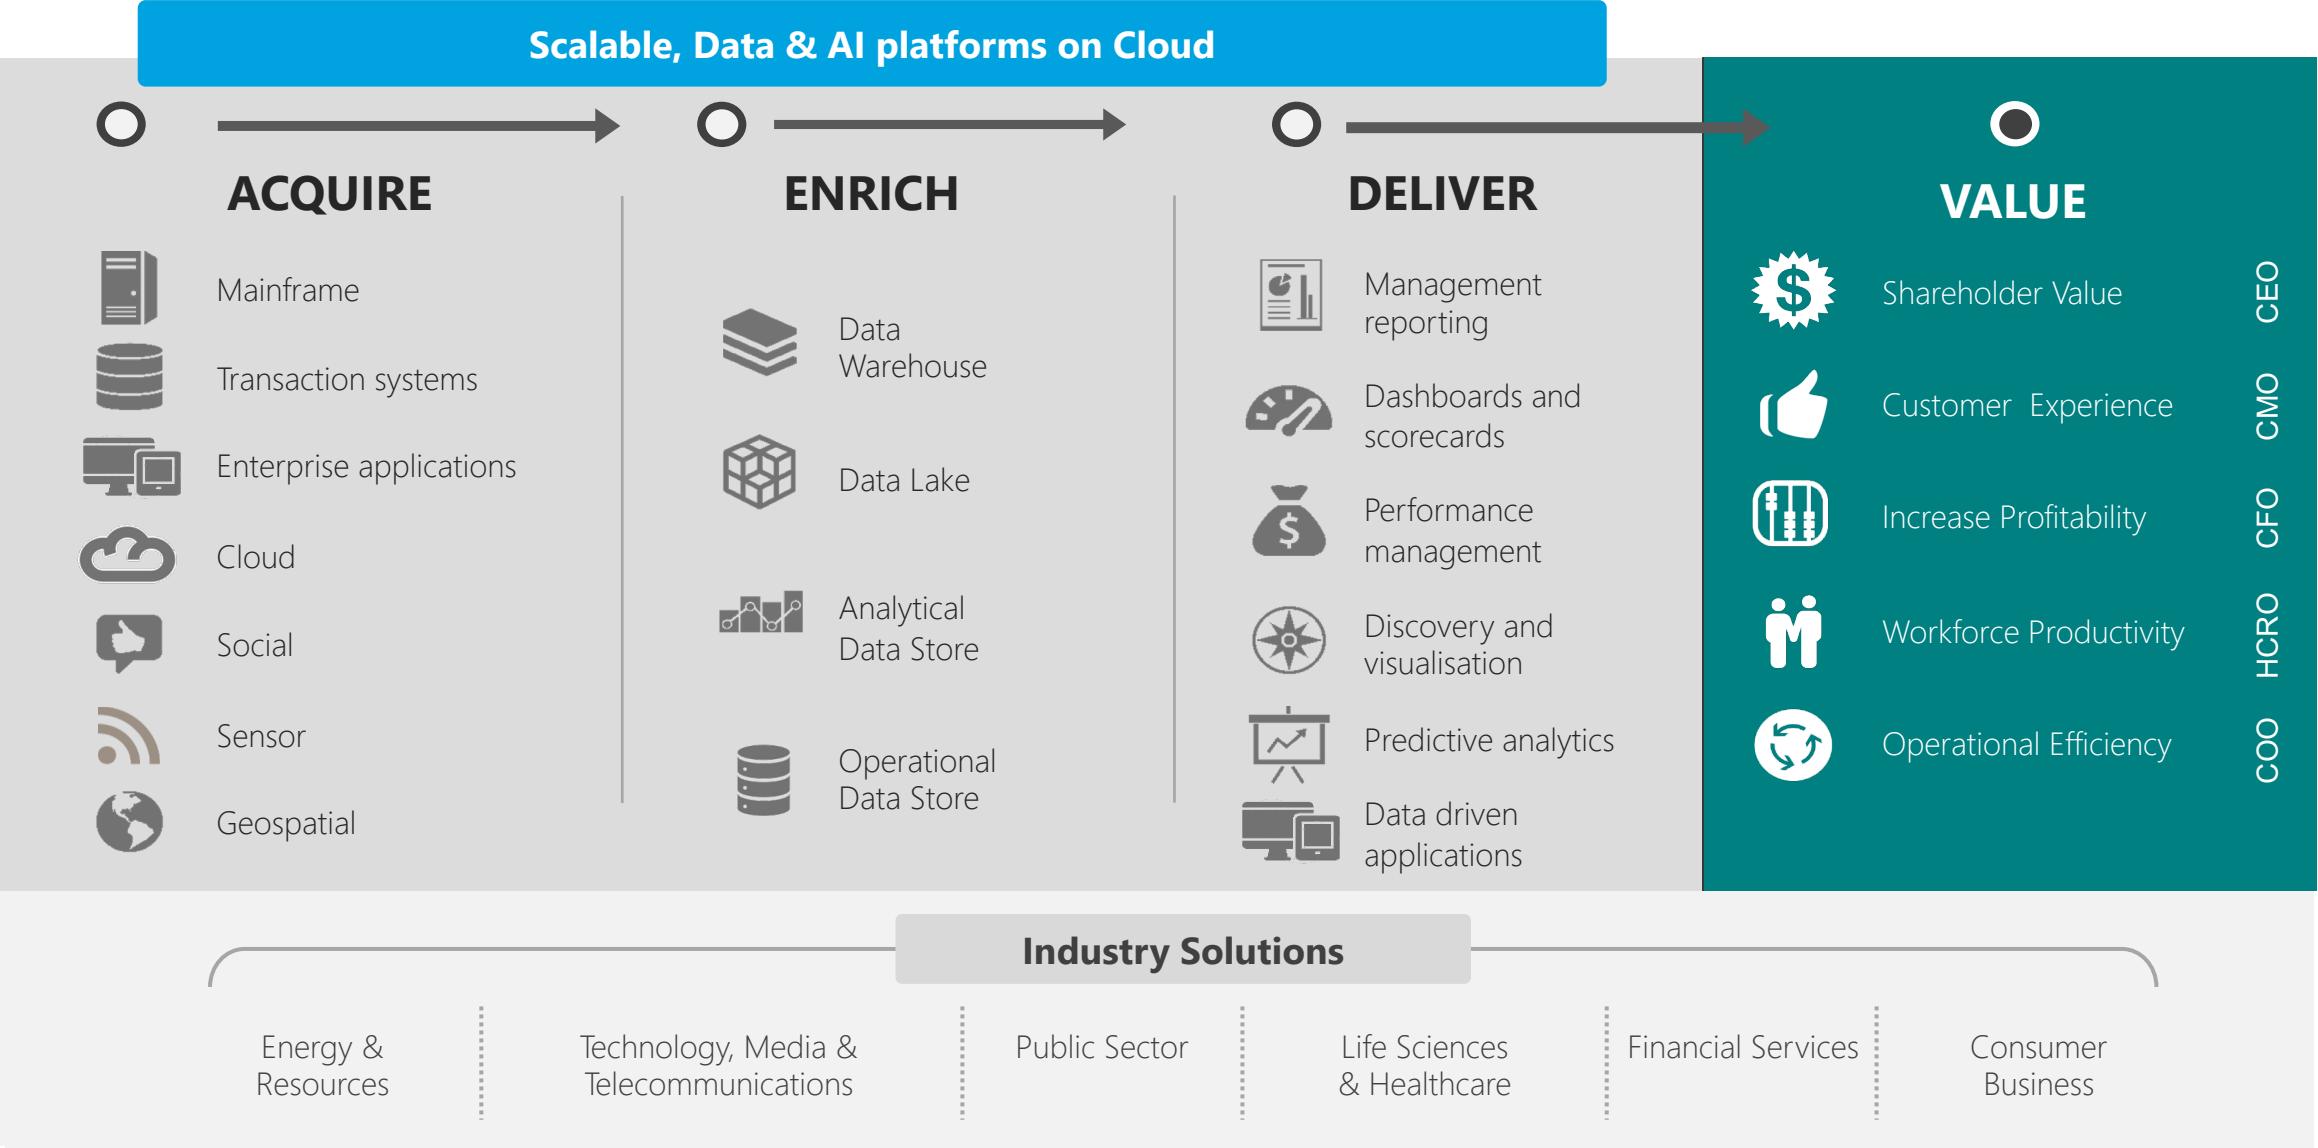 Scalable, Data & AI platforms on Cloud
ACQUIRE
Mainframe
Transaction systems
Enterprise applications
Cloud
Social
Sensor
Geospatial
ENRICH
Data
Warehouse
Data Lake
Analytical
Data Store
Operational
Data Store
DELIVER
Management
reporting
Dashboards and
scorecards
Performance
management
Discovery and
visualisation
Predictive analytics
Data driven
applications
VALUE
Shareholder Value
CEO
Customer  Experience
CMO
Increase Profitability
CFO
Workforce Productivity
HCRO
Operational Efficiency
COO
Industry Solutions
Energy &
Resources
Technology, Media &
Telecommunications
Public Sector
Life Sciences
& Healthcare
Financial Services
Consumer
Business